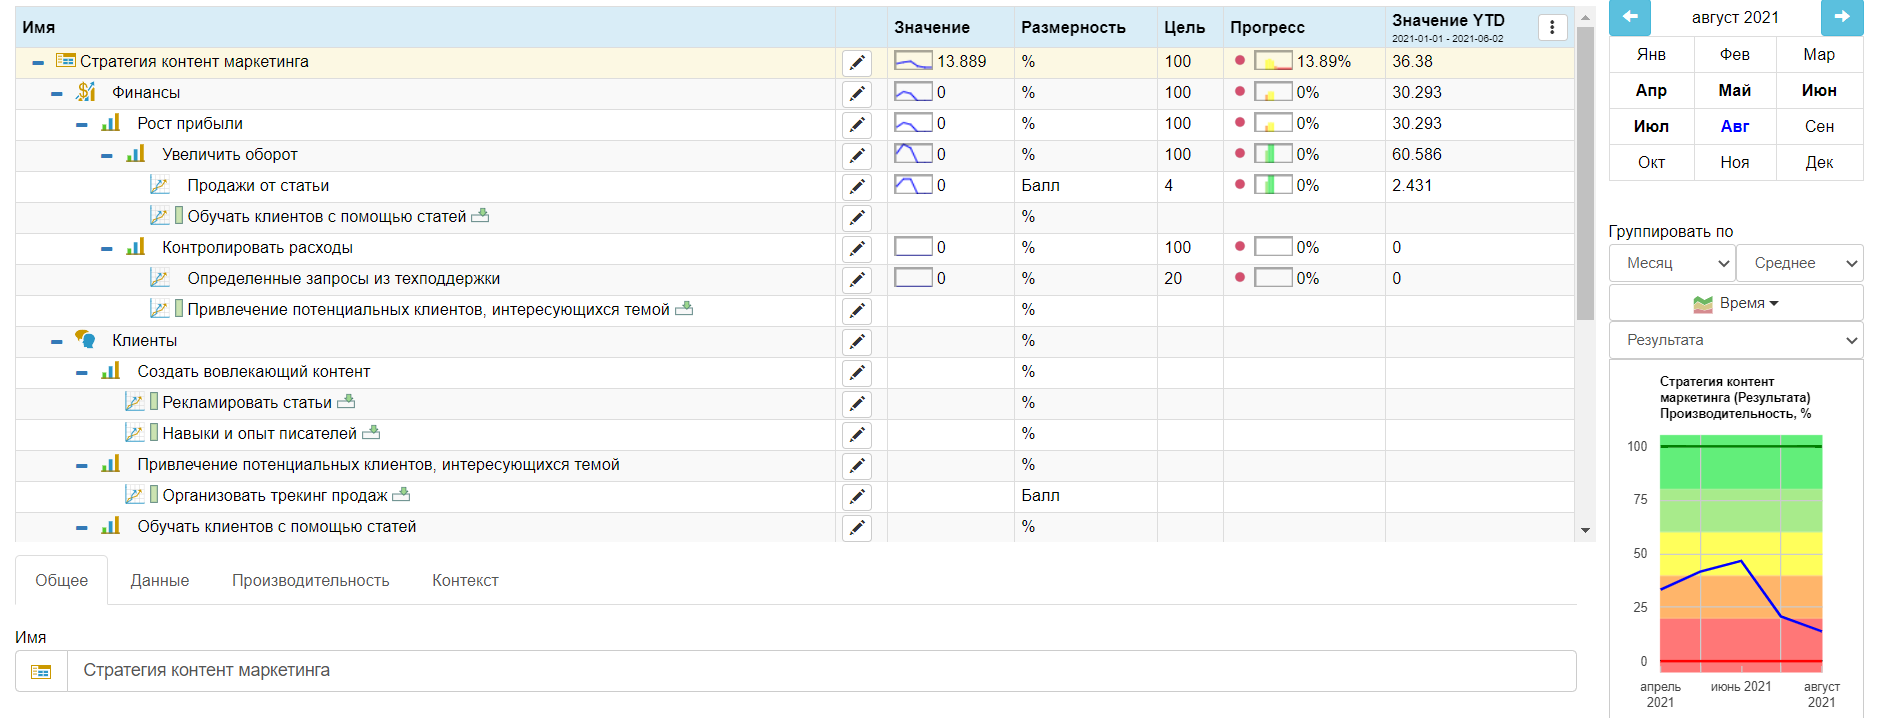 Имя Значение Размерность Цель Прогресс Значение YTD
2021-01-01 - 2021-06-02
Стратегия контент маркетинга 13.889 % 100 13.89% 36.38
Финансы 0 % 100 0% 30.293
Рост прибыли 0 % 100 0% 30.293
Увеличить оборот 0 % 100 0% 60.586
Продажи от статьи 0 Балл 4 0% 2.431
Обучать клиентов с помощью статей %
Контролировать расходы 0 % 100 0% 0
Определенные запросы из техподдержки 0 % 20 0% 0
Привлечение потенциальных клиентов, интересующихся темой %
Клиенты %
Создать вовлекающий контент %
Рекламировать статьи %
Навыки и опыт писателей %
Привлечение потенциальных клиентов, интересующихся темой %
Организовать трекинг продаж Балл
Обучать клиентов с помощью статей %
Общее Данные Производительность Контекст
Имя
Стратегия контент маркетинга
август 2021
Янв Фев Мар
Апр Май Июн
Июл Авг Сен
Окт Ноя Дек
Группировать по
Месяц Среднее
Время
Результата
Стратегия контент
маркетинга (Результата)
Производительность, %
100
75
50
25
0
апрель июнь 2021 август
2021 2021